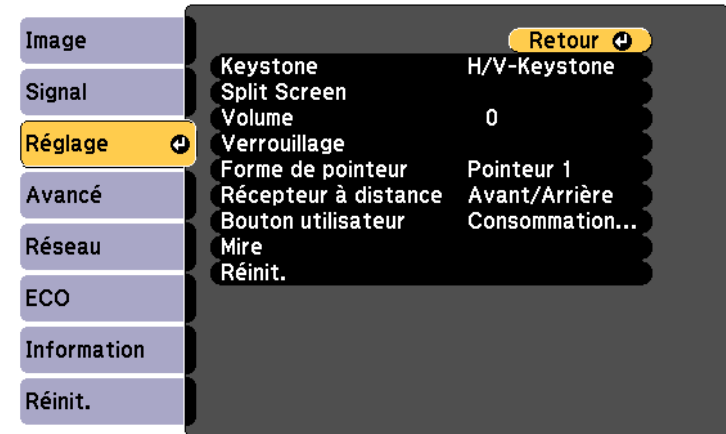 Image
Signal
Réglage
Avancé
Réseau
ECO
Information
Réinit.
Retour
Keystone H/V-Keystone
Split Screen
Volume 0
Verrouillage
Forme de pointeur Pointeur 1
Récepteur à distance Avant/Arrière
Bouton utilisateur Consommation...
Mire
Réinit.